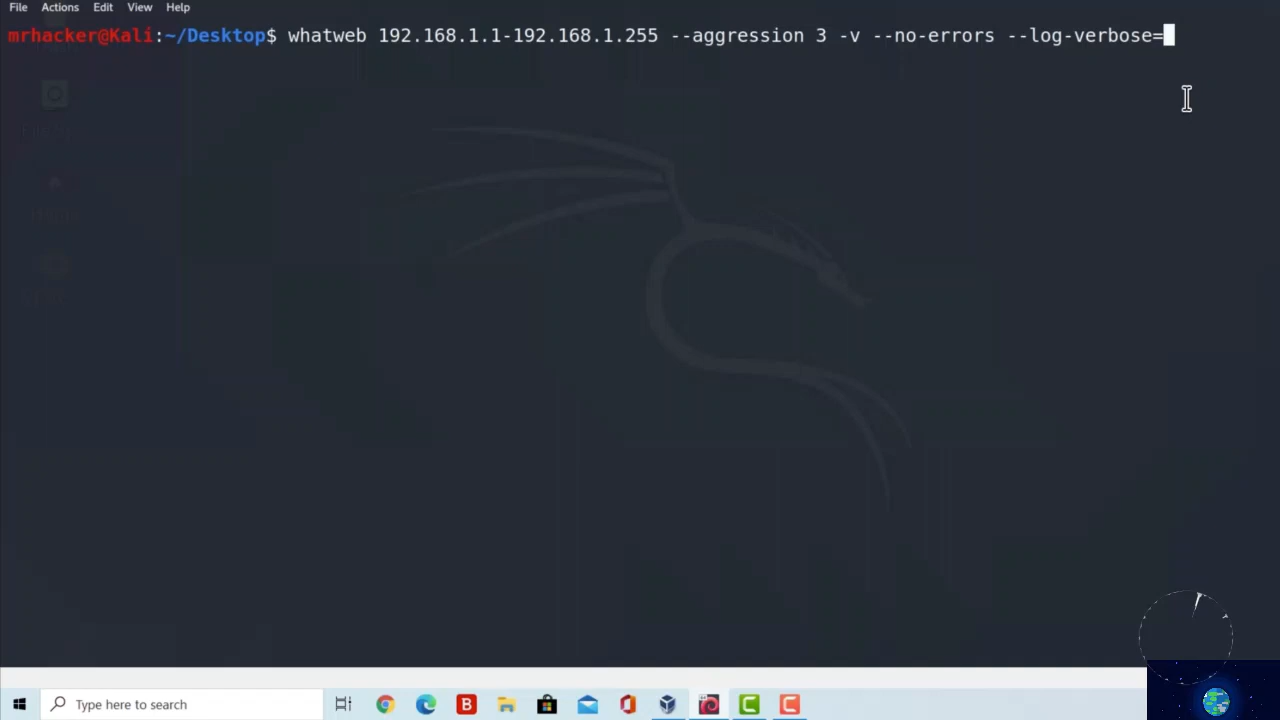 File Actions Edit View Help
mrhacker@Kali:~/Desktop$ whatweb 192.168.1.1-192.168.1.255 --aggression 3 -v --no-errors --log-verbose=
B
Type here to search